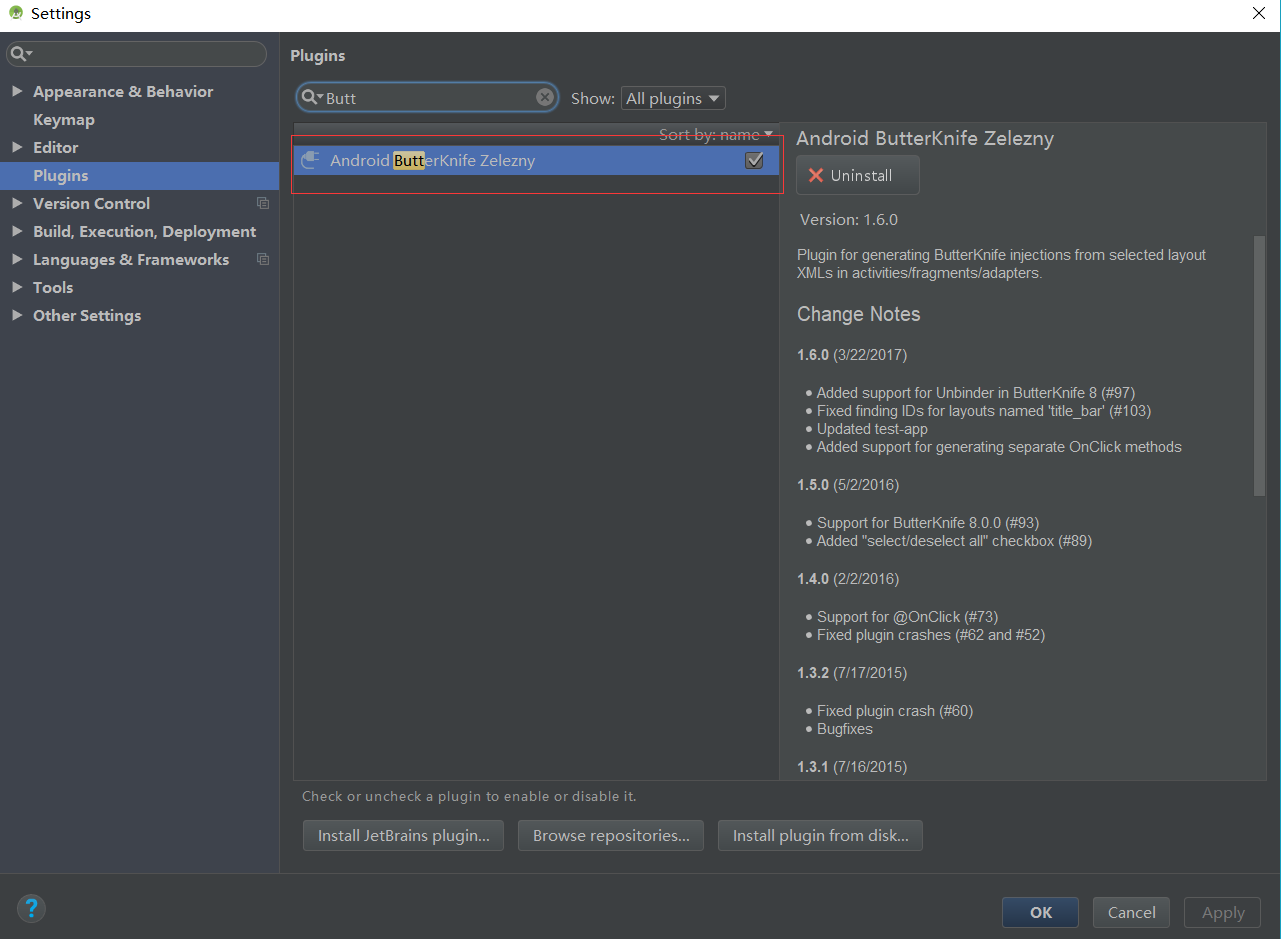 Settings
Plugins
Appearance & Behavior
Keymap
Editor
Plugins
Version Control
Build, Execution, Deployment
Languages & Frameworks
Tools
Other Settings
Butt
Show: All plugins
Sort by: name
Android ButterKnife Zelezny
Android ButterKnife Zelezny
Uninstall
Version: 1.6.0
Plugin for generating ButterKnife injections from selected layout
XMLs in activities/fragments/adapters.
Change Notes
1.6.0 (3/22/2017)
• Added support for Unbinder in ButterKnife 8 (#97)
• Fixed finding IDs for layouts named 'title_bar' (#103)
• Updated test-app
• Added support for generating separate OnClick methods
1.5.0 (5/2/2016)
• Support for ButterKnife 8.0.0 (#93)
• Added "select/deselect all" checkbox (#89)
1.4.0 (2/2/2016)
• Support for @OnClick (#73)
• Fixed plugin crashes (#62 and #52)
1.3.2 (7/17/2015)
• Fixed plugin crash (#60)
• Bugfixes
1.3.1 (7/16/2015)
Check or uncheck a plugin to enable or disable it.
Install JetBrains plugin... Browse repositories... Install plugin from disk...
?
OK Cancel Apply